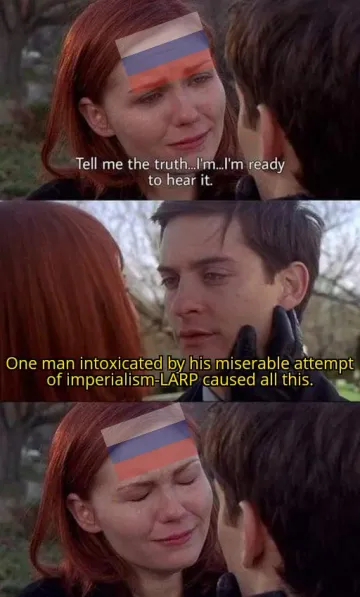 Tell me the truth...I'm...I'm ready
to hear it.
One man intoxicated by his miserable attempt
of imperialism-LARP caused all this.